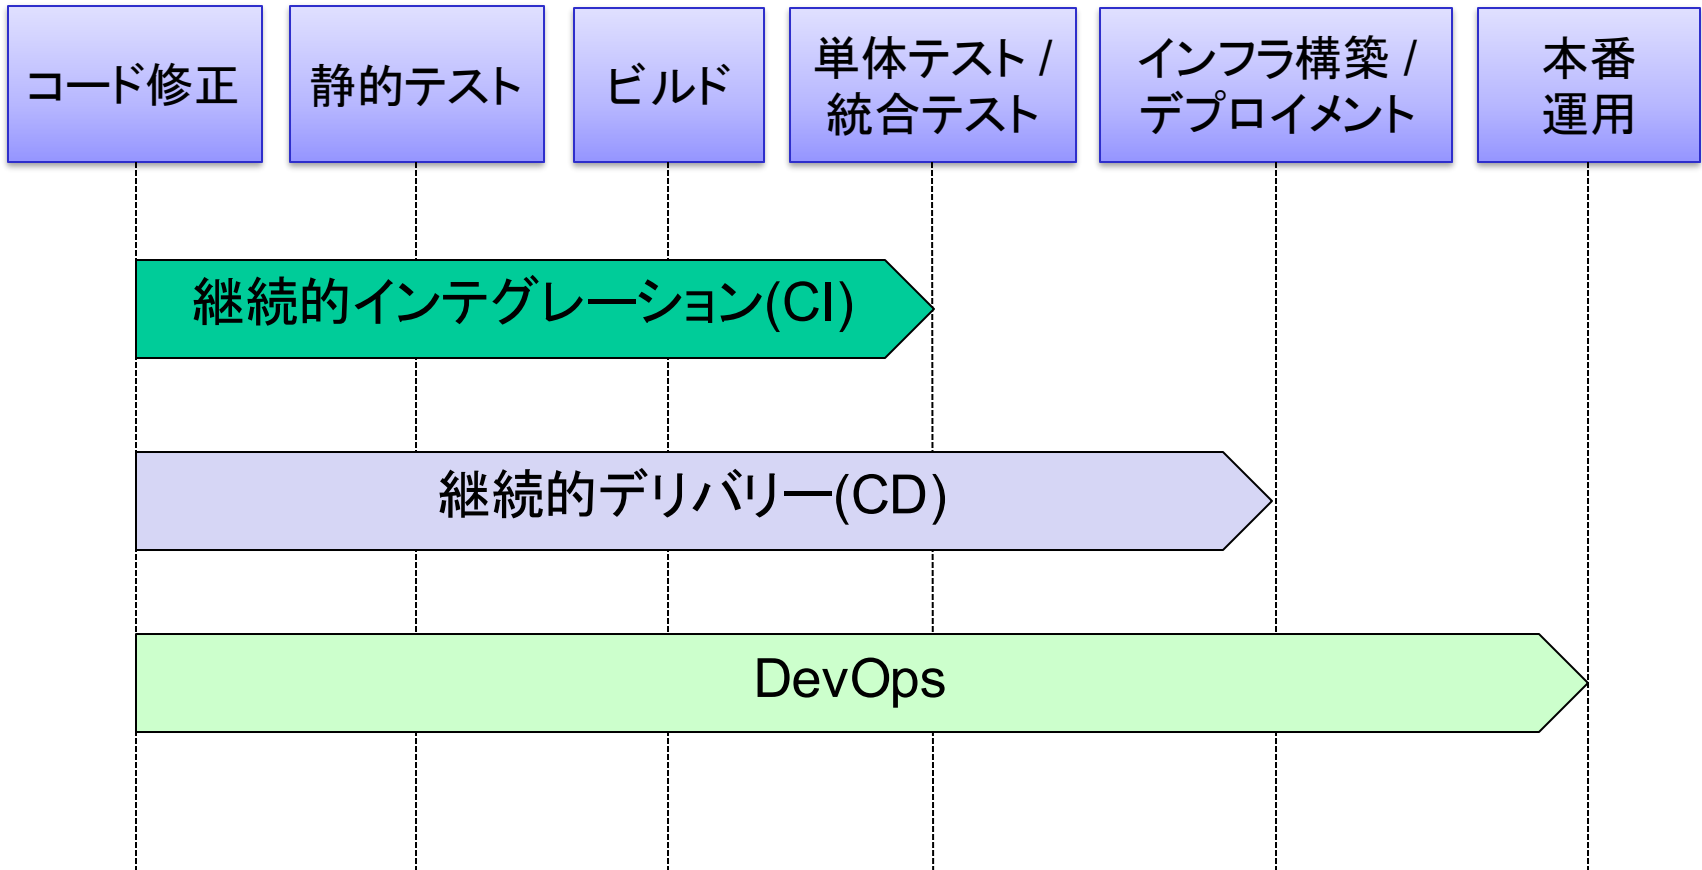 コード修正
静的テスト
ビルド
単体テスト /
統合テスト
インフラ構築 /
デプロイメント
本番
運用
継続的インテグレーション(CI)
継続的デリバリー(CD)
DevOps